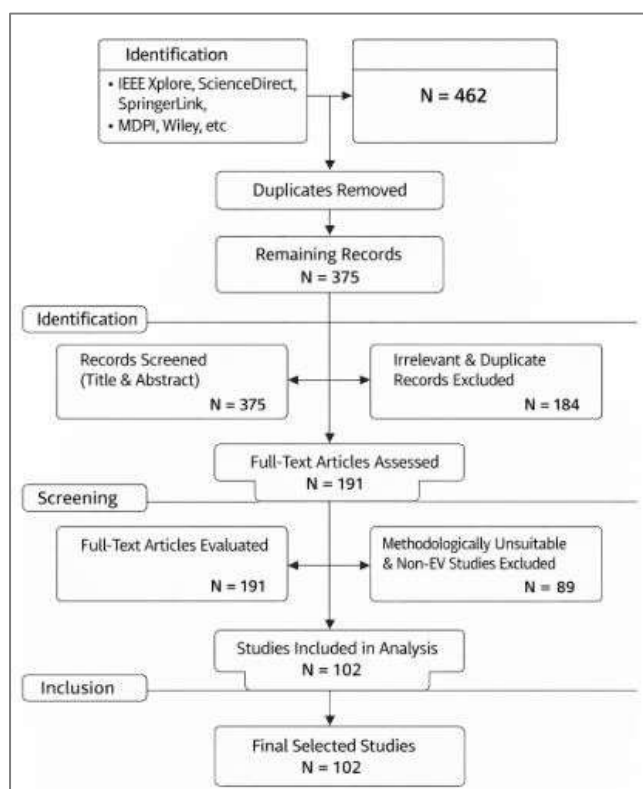 Identification
• IEEE Xplore, ScienceDirect,
SpringerLink,
• MDPI, Wiley, etc
N = 462
Duplicates Removed
Remaining Records
N = 375
Identification
Records Screened
(Title & Abstract)
N = 375
Irrelevant & Duplicate
Records Excluded
N = 184
Full-Text Articles Assessed
N = 191
Screening
Full-Text Articles Evaluated
N = 191
Methodologically Unsuitable
& Non-EV Studies Excluded
N = 89
Studies Included in Analysis
N = 102
Inclusion
Final Selected Studies
N = 102